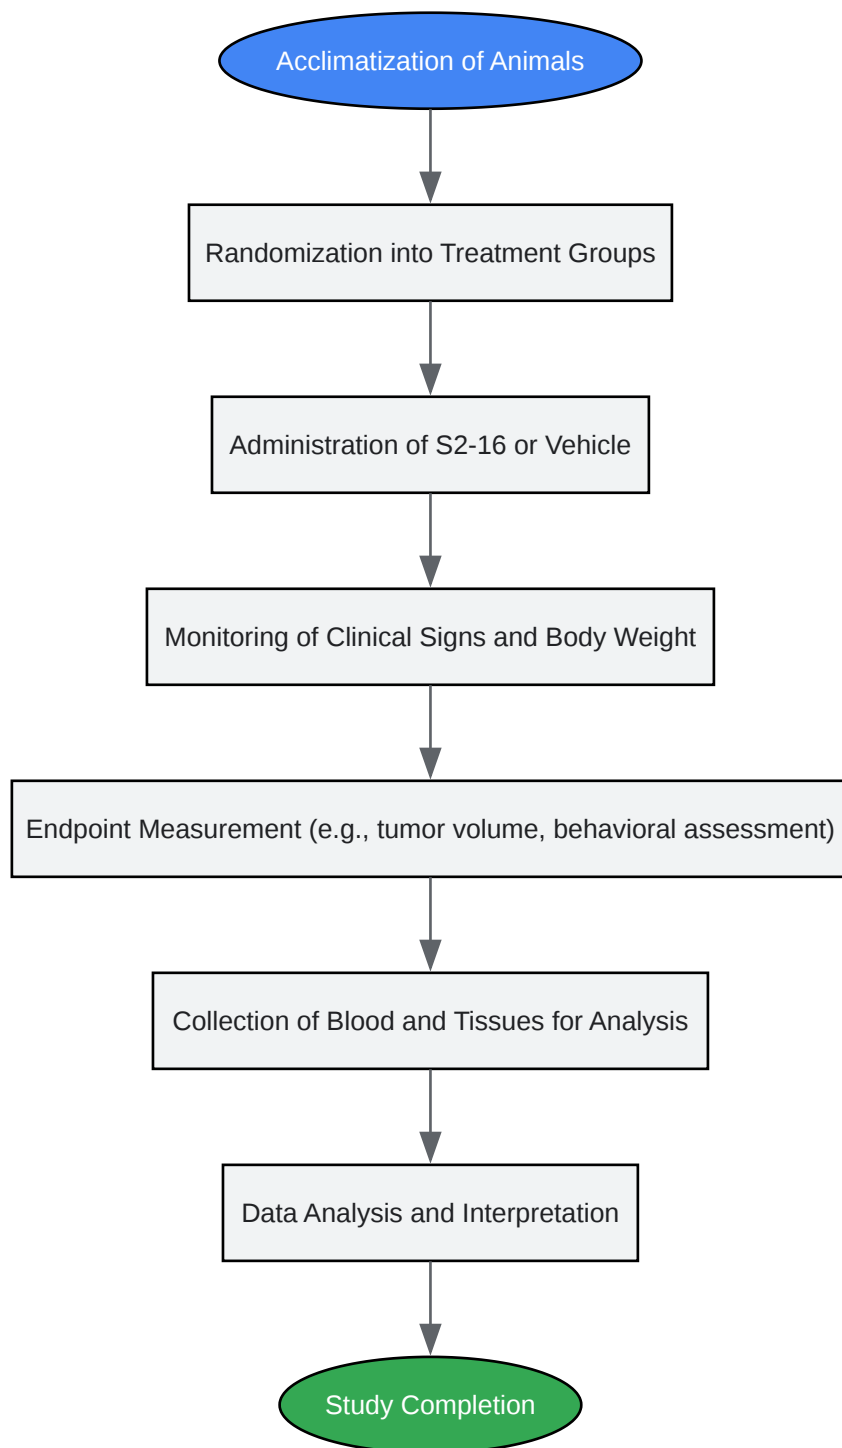 Acclimatization of Animals
Randomization into Treatment Groups
Administration of S2-16 or Vehicle
Monitoring of Clinical Signs and Body Weight
Endpoint Measurement (e.g., tumor volume, behavioral assessment)
Collection of Blood and Tissues for Analysis
Data Analysis and Interpretation
Study Completion